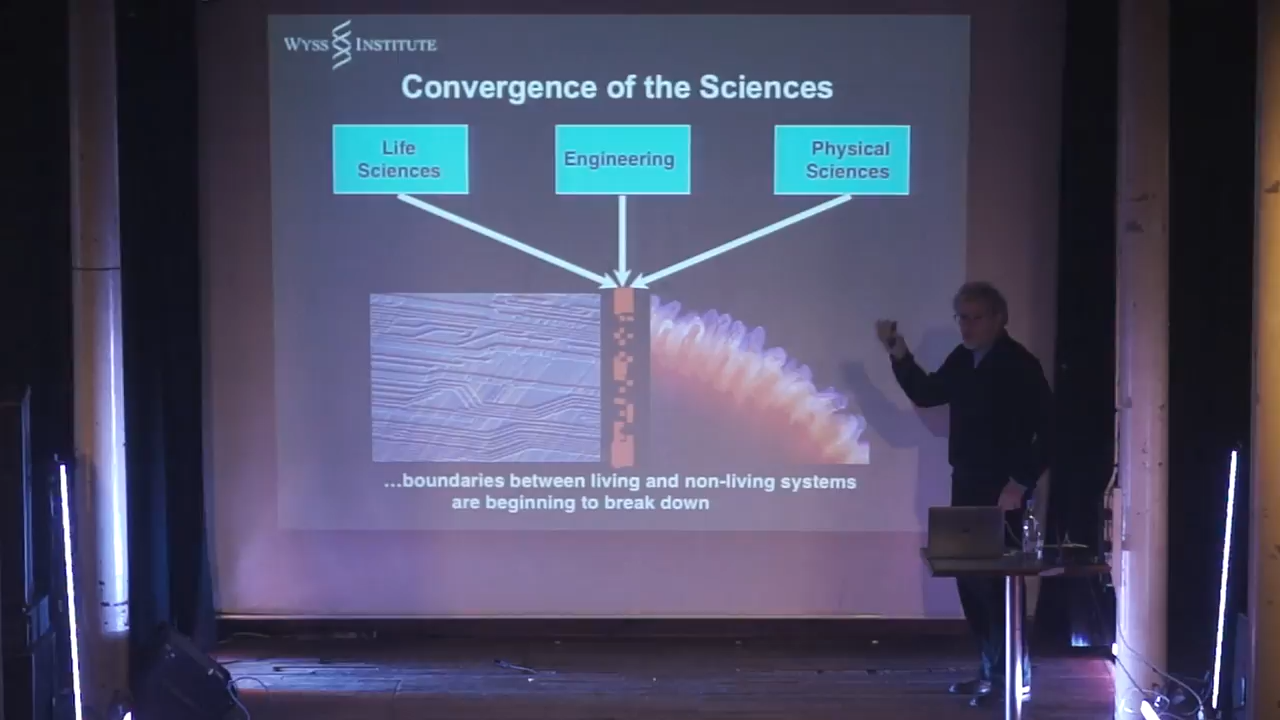 WYSS INSTITUTE
Convergence of the Sciences
Life
Sciences
Engineering
Physical
Sciences
...boundaries between living and non-living systems
are beginning to break down